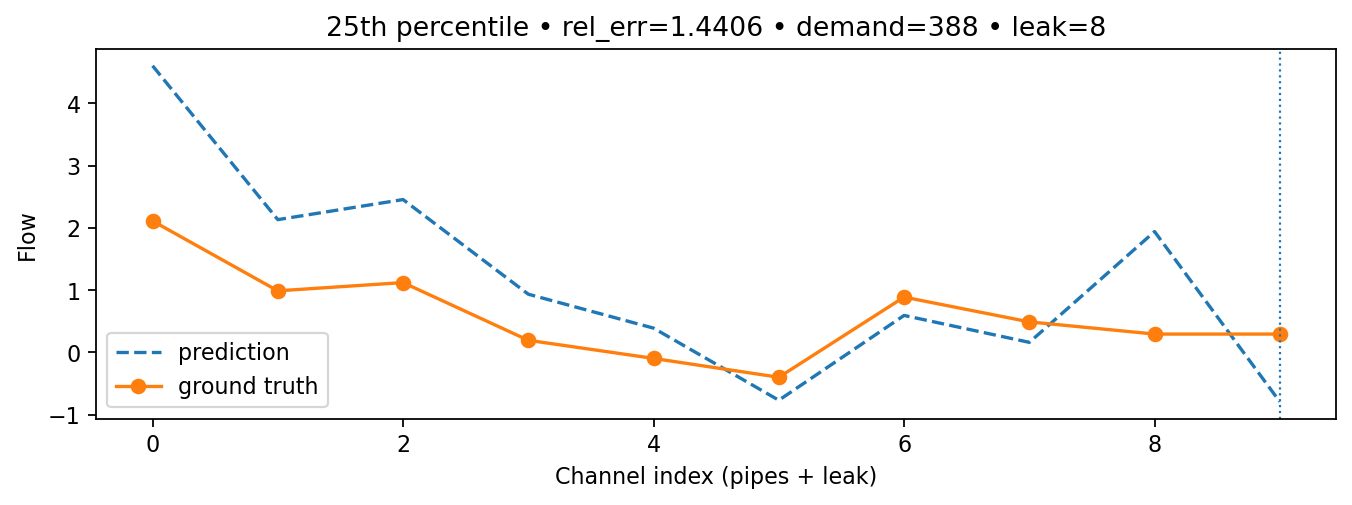 25th percentile • rel_err=1.4406 • demand=388 • leak=8
Flow
4
3
2
1
0
−1
prediction
ground truth
0
2
4
6
8
Channel index (pipes + leak)